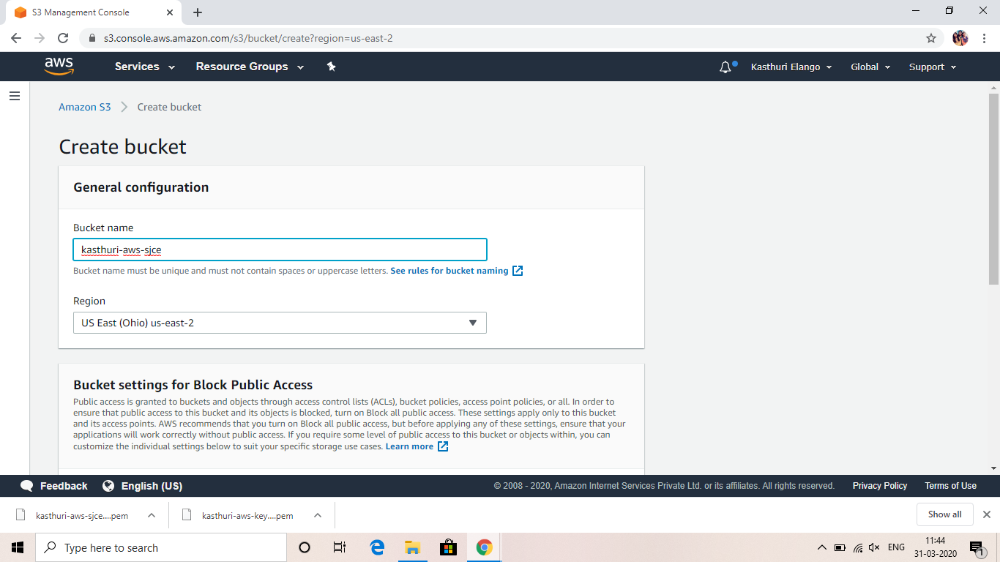 S3 Management Console
s3.console.aws.amazon.com/s3/bucket/create?region=us-east-2
aws
Services
Resource Groups
Kasthuri Elango
Global
Support
Amazon S3
Create bucket
Create bucket
General configuration
Bucket name
kasthuri-aws-sjce
Bucket name must be unique and must not contain spaces or uppercase letters. See rules for bucket naming
Region
US East (Ohio) us-east-2
Bucket settings for Block Public Access
Public access is granted to buckets and objects through access control lists (ACLs), bucket policies, access point policies, or all. In order to
ensure that public access to this bucket and its objects is blocked, turn on Block all public access. These settings apply only to this bucket
and its access points. AWS recommends that you turn on Block all public access, but before applying any of these settings, ensure that your
applications will work correctly without public access. If you require some level of public access to this bucket or objects within, you can
customize the individual settings below to suit your specific storage use cases. Learn more
Feedback
English (US)
© 2008 - 2020, Amazon Internet Services Private Ltd. or its affiliates. All rights reserved.
Privacy Policy
Terms of Use
kasthuri-aws-sjce....pem
kasthuri-aws-key....pem
Show all
Type here to search
ENG
11:44
31-03-2020
1